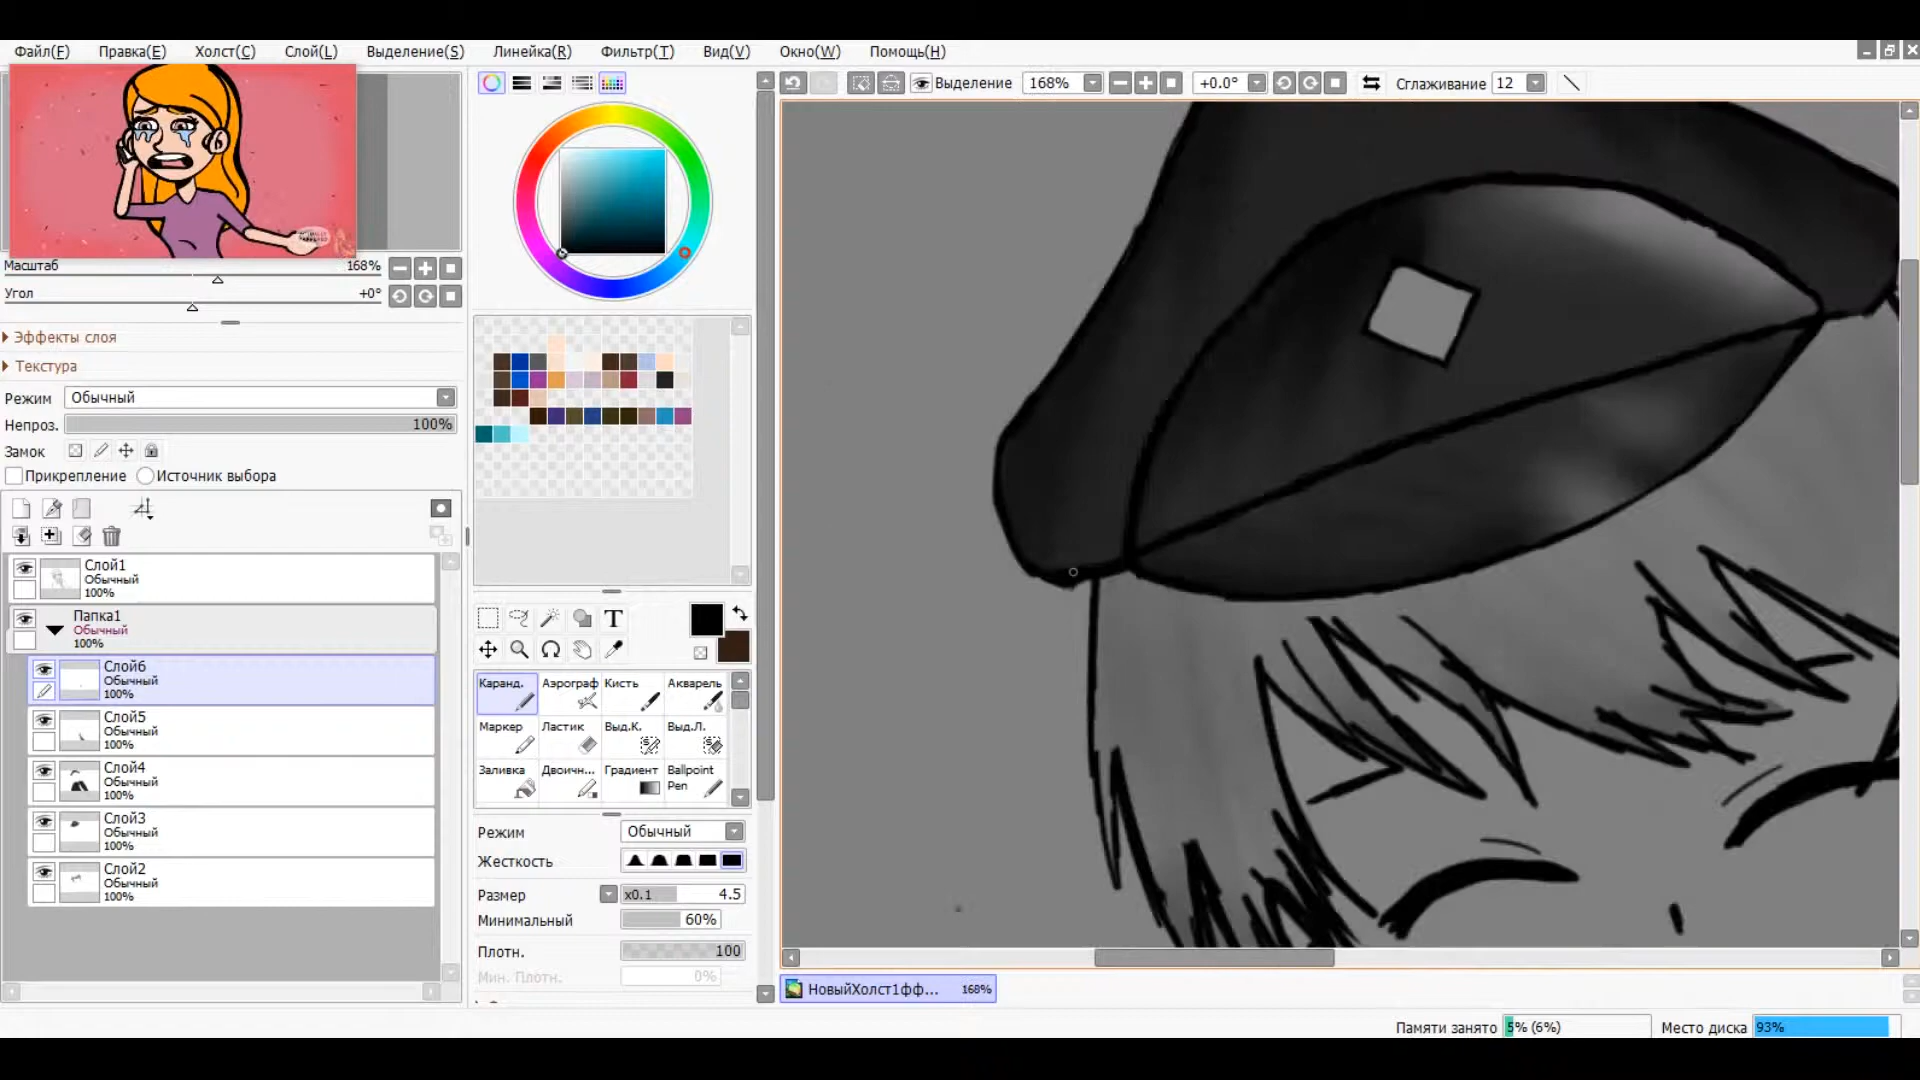 Файл(F) Правка(E) Холст(C) Слой(L) Выделение(S) Линейка(R) Фильтр(T) Вид(V) Окно(W) Помощь(H)
Выделение 168% +0.0° Сглаживание 12
Масштаб 168%
Угол +0°
Эффекты слоя
Текстура
Режим Обычный
Непроз. 100%
Замок
Прикрепление Источник выбора
Слой1
Обычный
100%
Папка1
Обычный
100%
Слой6
Обычный
100%
Слой5
Обычный
100%
Слой4
Обычный
100%
Слой3
Обычный
100%
Слой2
Обычный
100%
T
Каранд. Аэрограф Кисть Акварель
Маркер Ластик Выд.К. Выд.Л.
Заливка Двоичн... Градиент Ballpoint Pen
Режим Обычный
Жесткость
Размер x0.1 4.5
Минимальный 60%
Плотн. 100
Мин. Плотн. 0%
НовыйХолст1фф... 168%
Памяти занято 5% (6%) Место диска 93%